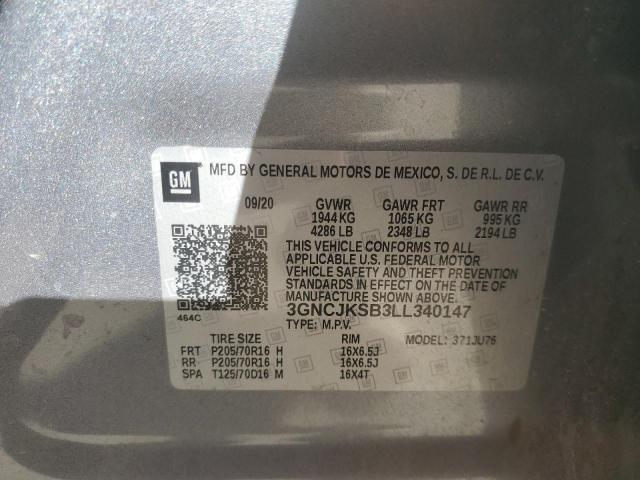 GM MFD BY GENERAL MOTORS DE MEXICO, S. DE R.L. DE C.V.
09/20 GVWR GAWR FRT GAWR RR
1944 KG 1065 KG 995 KG
4286 LB 2348 LB 2194 LB
THIS VEHICLE CONFORMS TO ALL
APPLICABLE U.S. FEDERAL MOTOR
VEHICLE SAFETY AND THEFT PREVENTION
STANDARDS IN EFFECT ON THE DATE OF
MANUFACTURE SHOWN ABOVE.
464C 3GNCJKSB3LL340147
TYPE: M.P.V.
TIRE SIZE RIM MODEL: 371JU76
FRT P205/70R16 H 16X6.5J
RR P205/70R16 H 16X6.5J
SPA T125/70D16 M 16X4T